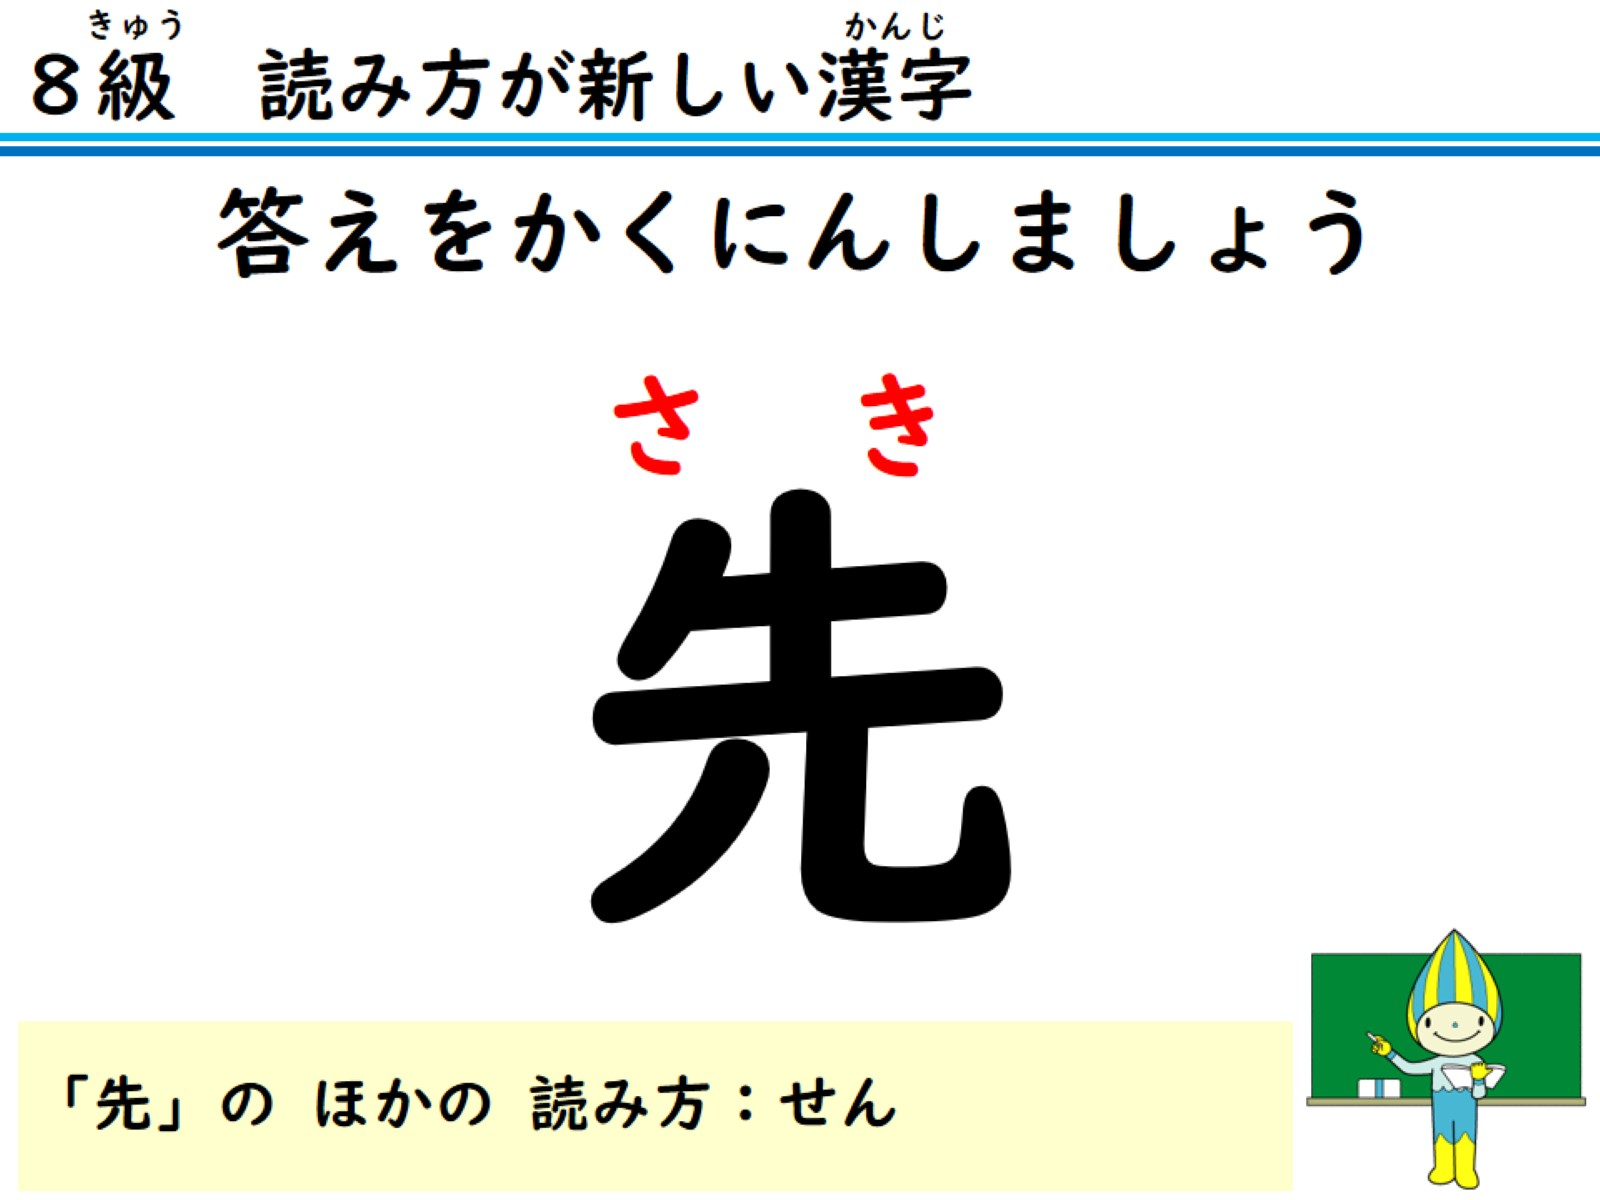 きゅう かんじ
８級 読み方が新しい漢字
答えをかくにんしましょう
さき
先
「先」の ほかの 読み方：せん